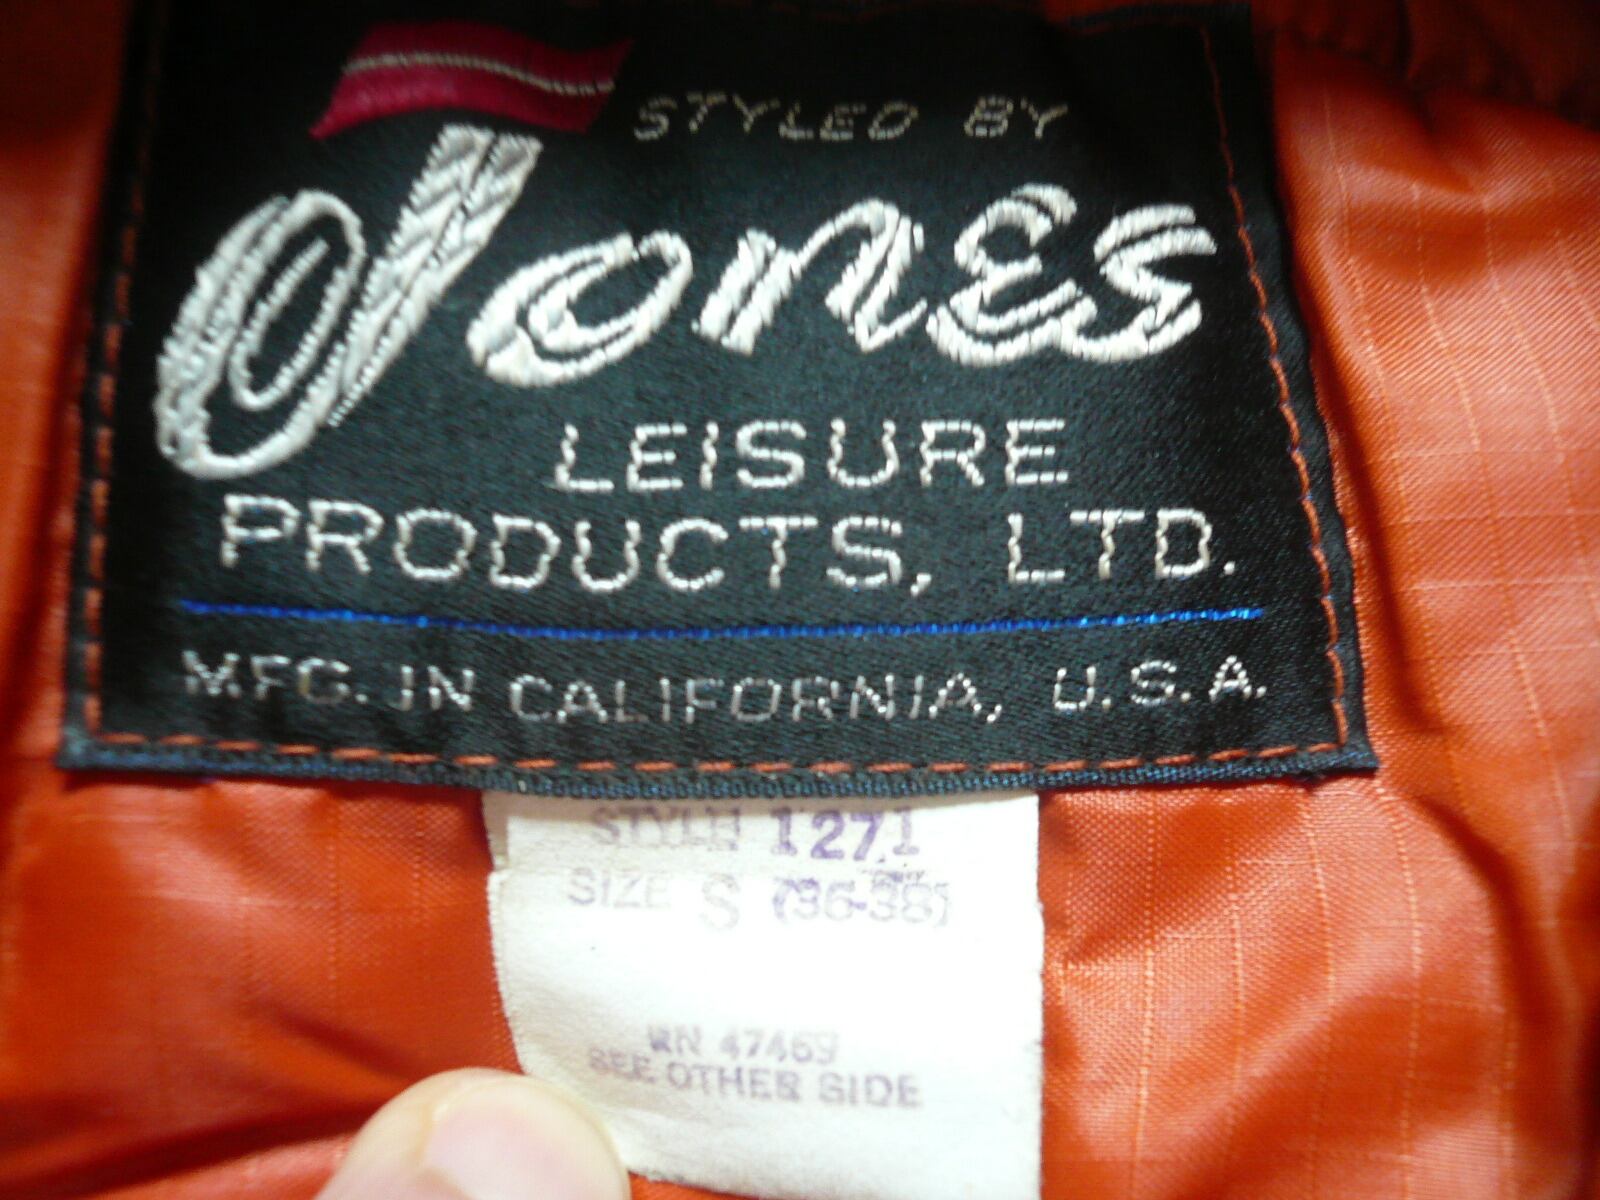 STYLED BY
Jones
LEISURE
PRODUCTS, LTD.
MFG. IN CALIFORNIA, U.S.A.
STYLE 1271
SIZE S (36-38)
RN 47469
SEE OTHER SIDE